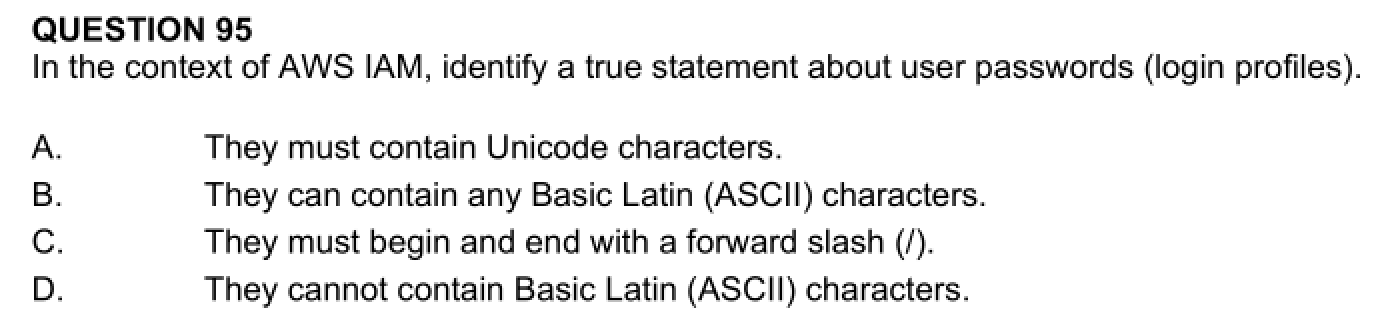 QUESTION 95
In the context of AWS IAM, identify a true statement about user passwords (login profiles).
A. They must contain Unicode characters.
B. They can contain any Basic Latin (ASCII) characters.
C. They must begin and end with a forward slash (/).
D. They cannot contain Basic Latin (ASCII) characters.